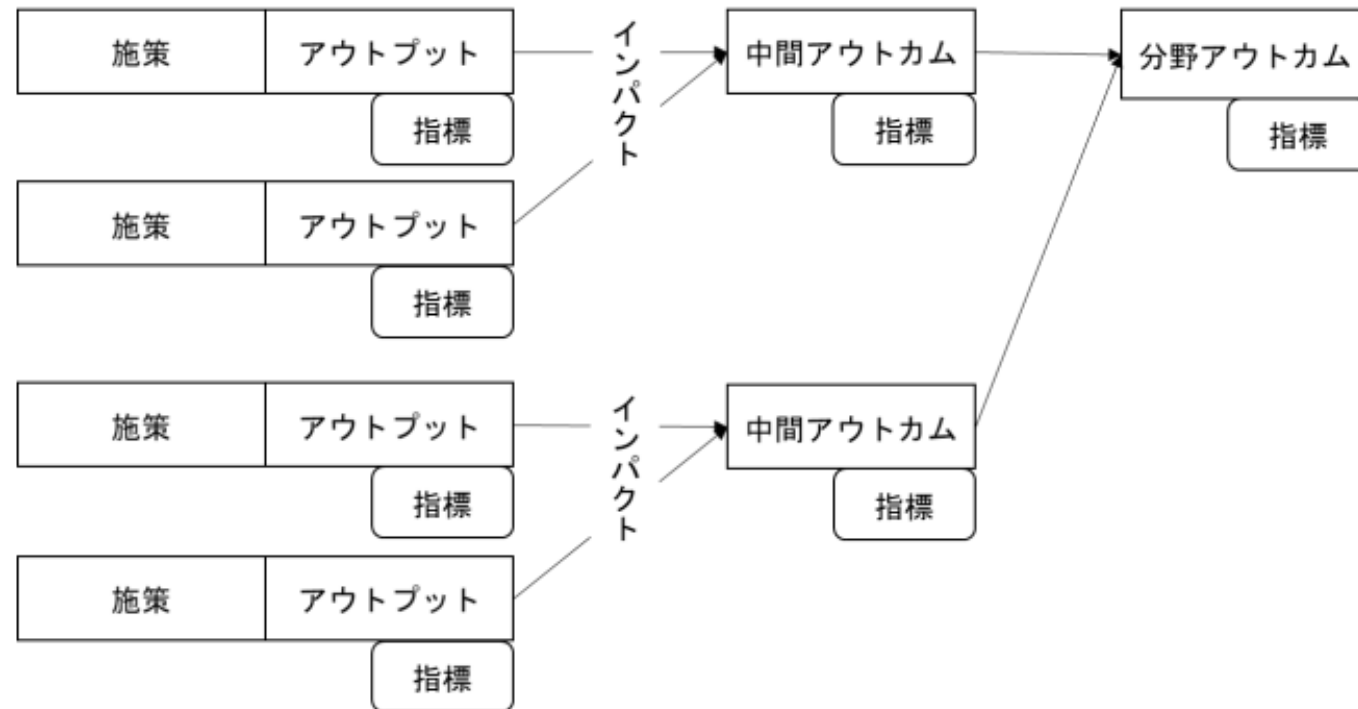 施策
アウトプット
指標
施策
アウトプット
指標
インパクト
中間アウトカム
指標
分野アウトカム
指標
施策
アウトプット
指標
施策
アウトプット
指標
インパクト
中間アウトカム
指標